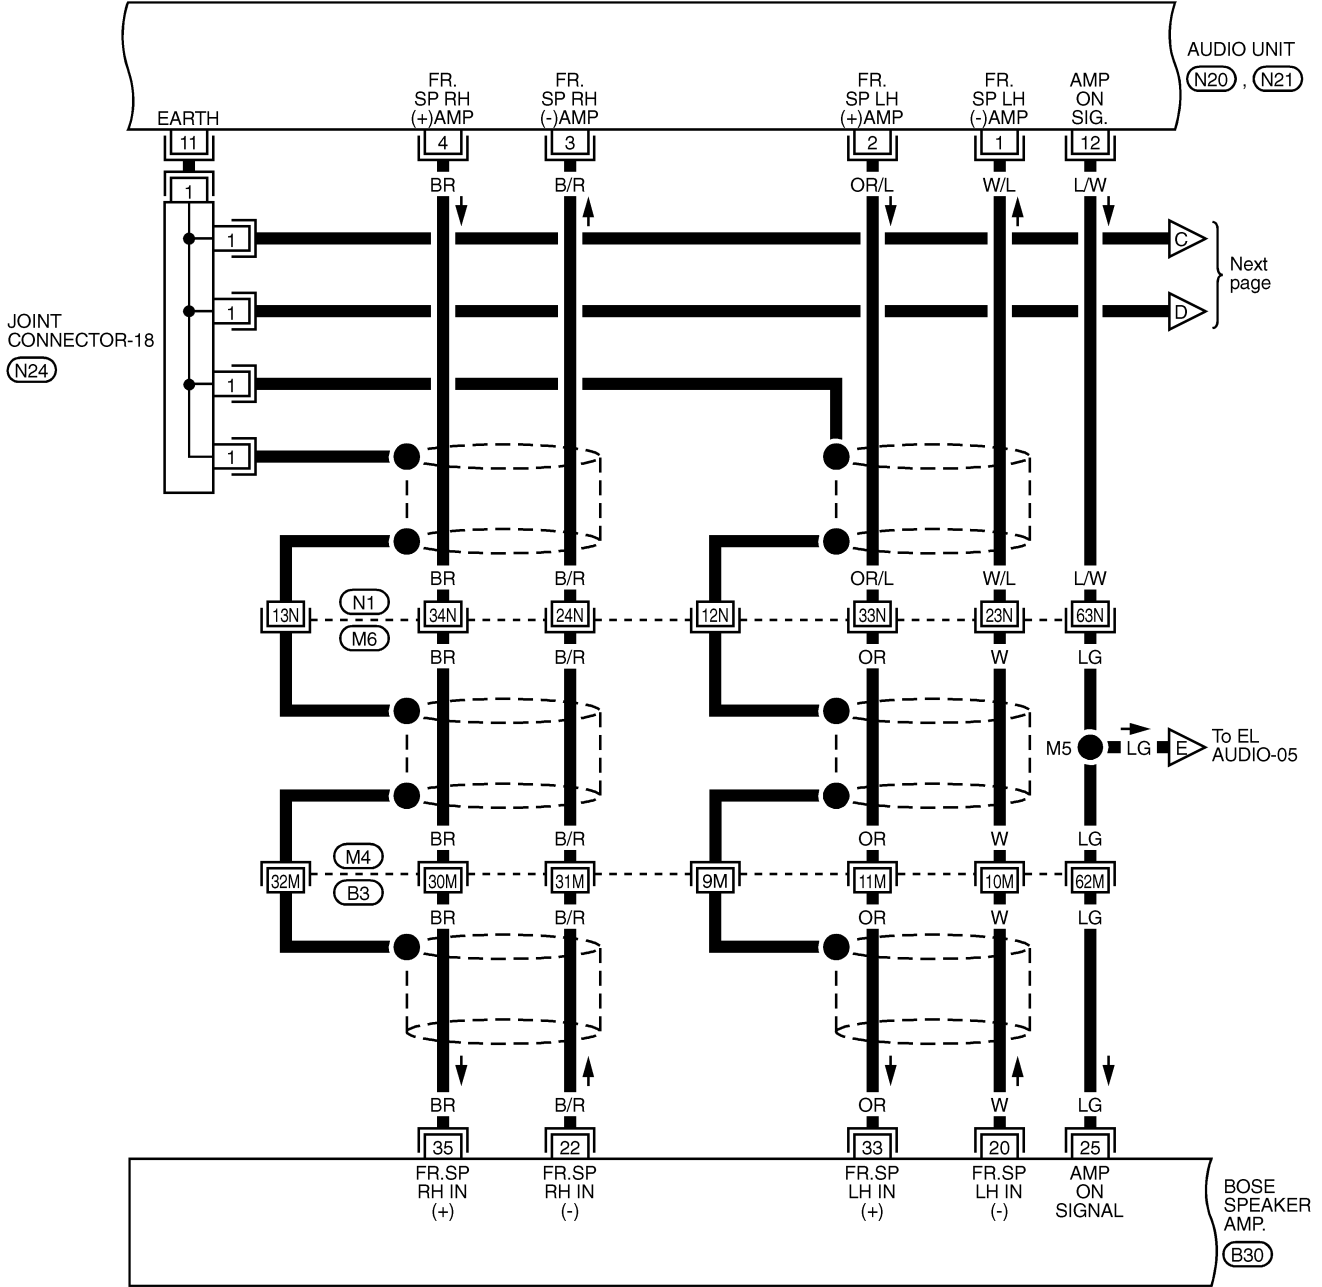 AUDIO UNIT
N20 , N21
FR. FR. FR. FR. AMP
SP RH SP RH SP LH SP LH ON
EARTH (+)AMP (-)AMP (+)AMP (-)AMP SIG.
11 4 3 2 1 12
1 BR B/R OR/L W/L L/W
1 C
Next
page
1 D
JOINT
CONNECTOR-18
N24
1
1
BR B/R OR/L W/L L/W
N1
13N 34N 24N 12N 33N 23N 63N
M6
BR B/R OR W LG
M5 LG E To EL
AUDIO-05
BR B/R OR W LG
M4
32M 30M 31M 9M 11M 10M 62M
B3
BR B/R OR W LG
BR B/R OR W LG
35 22 33 20 25
FR.SP FR.SP FR.SP FR.SP AMP
RH IN RH IN LH IN LH IN ON
(+) (-) (+) (-) SIGNAL
BOSE
SPEAKER
AMP.
B30